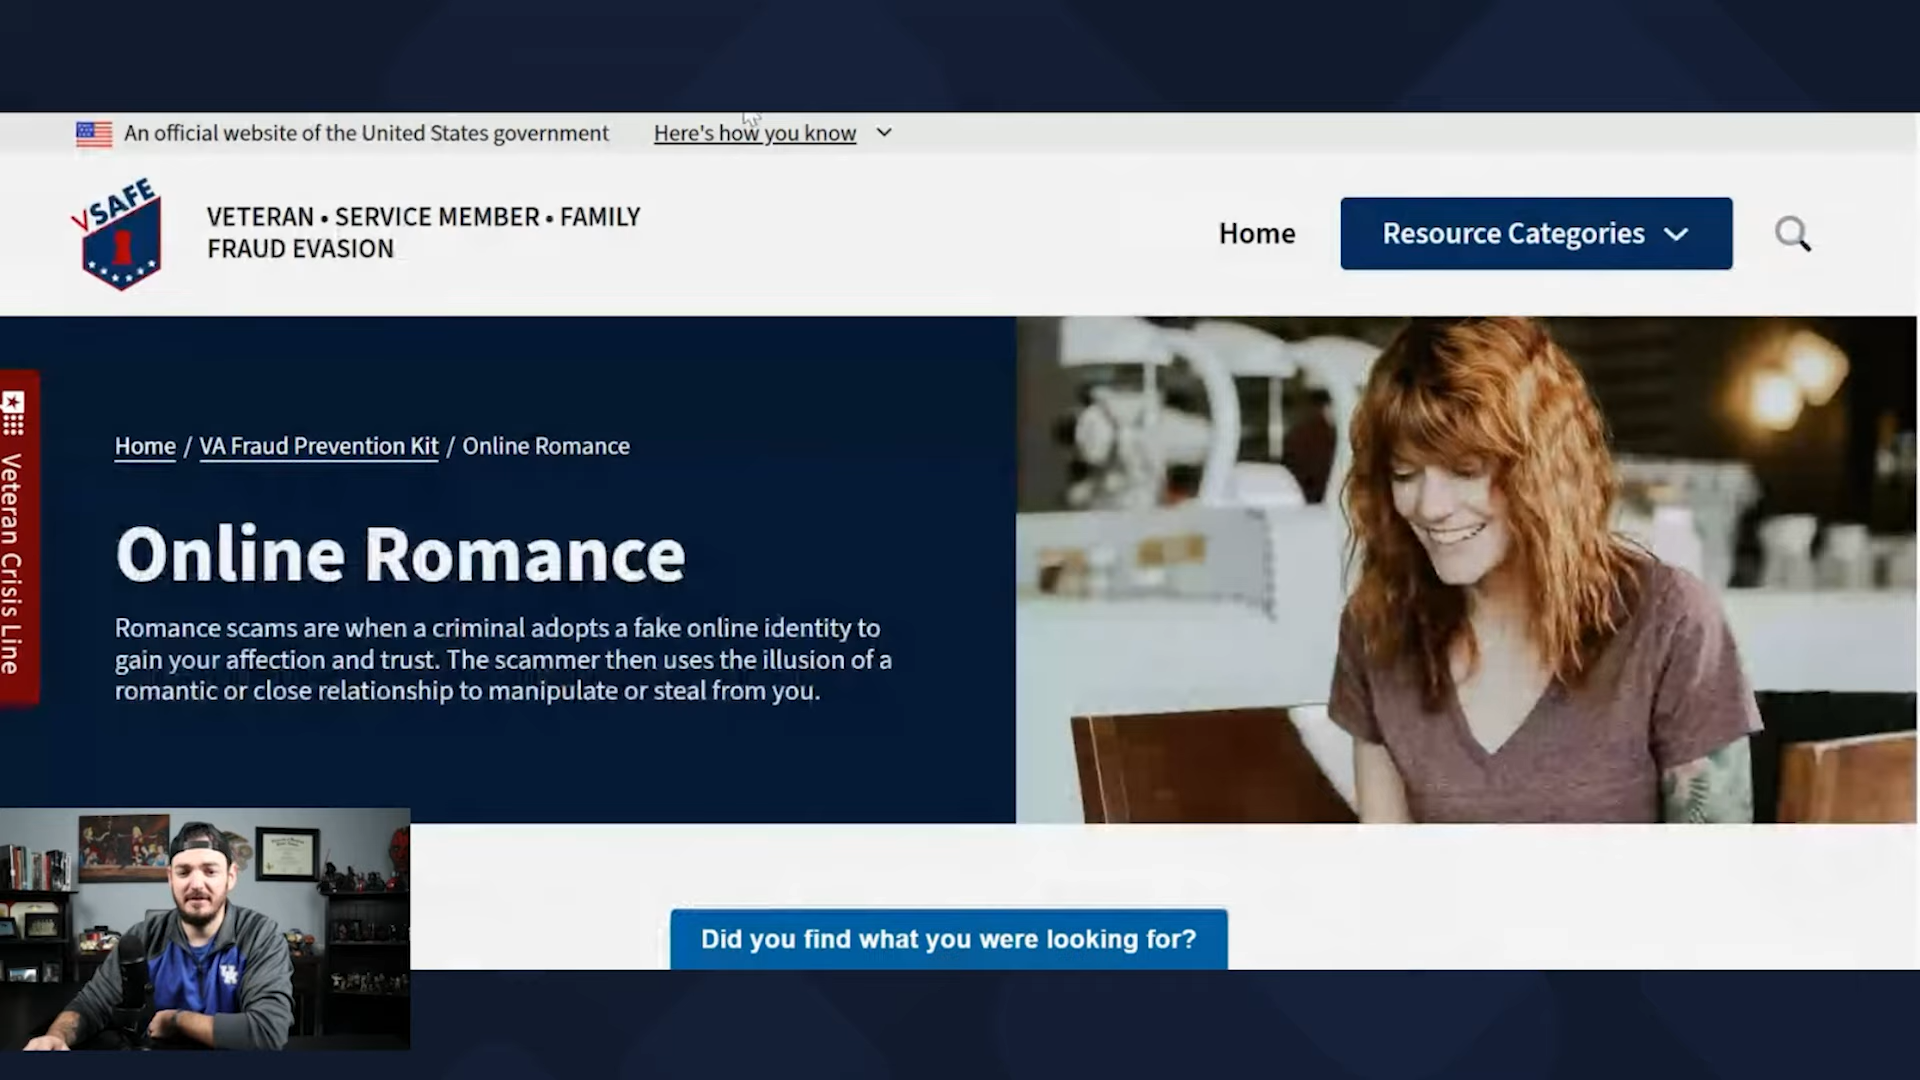 An official website of the United States government Here's how you know
VSAFE
VETERAN • SERVICE MEMBER • FAMILY
FRAUD EVASION
Home
Resource Categories
Home / VA Fraud Prevention Kit / Online Romance
Online Romance
Romance scams are when a criminal adopts a fake online identity to
gain your affection and trust. The scammer then uses the illusion of a
romantic or close relationship to manipulate or steal from you.
Veteran Crisis Line
Did you find what you were looking for?
UK